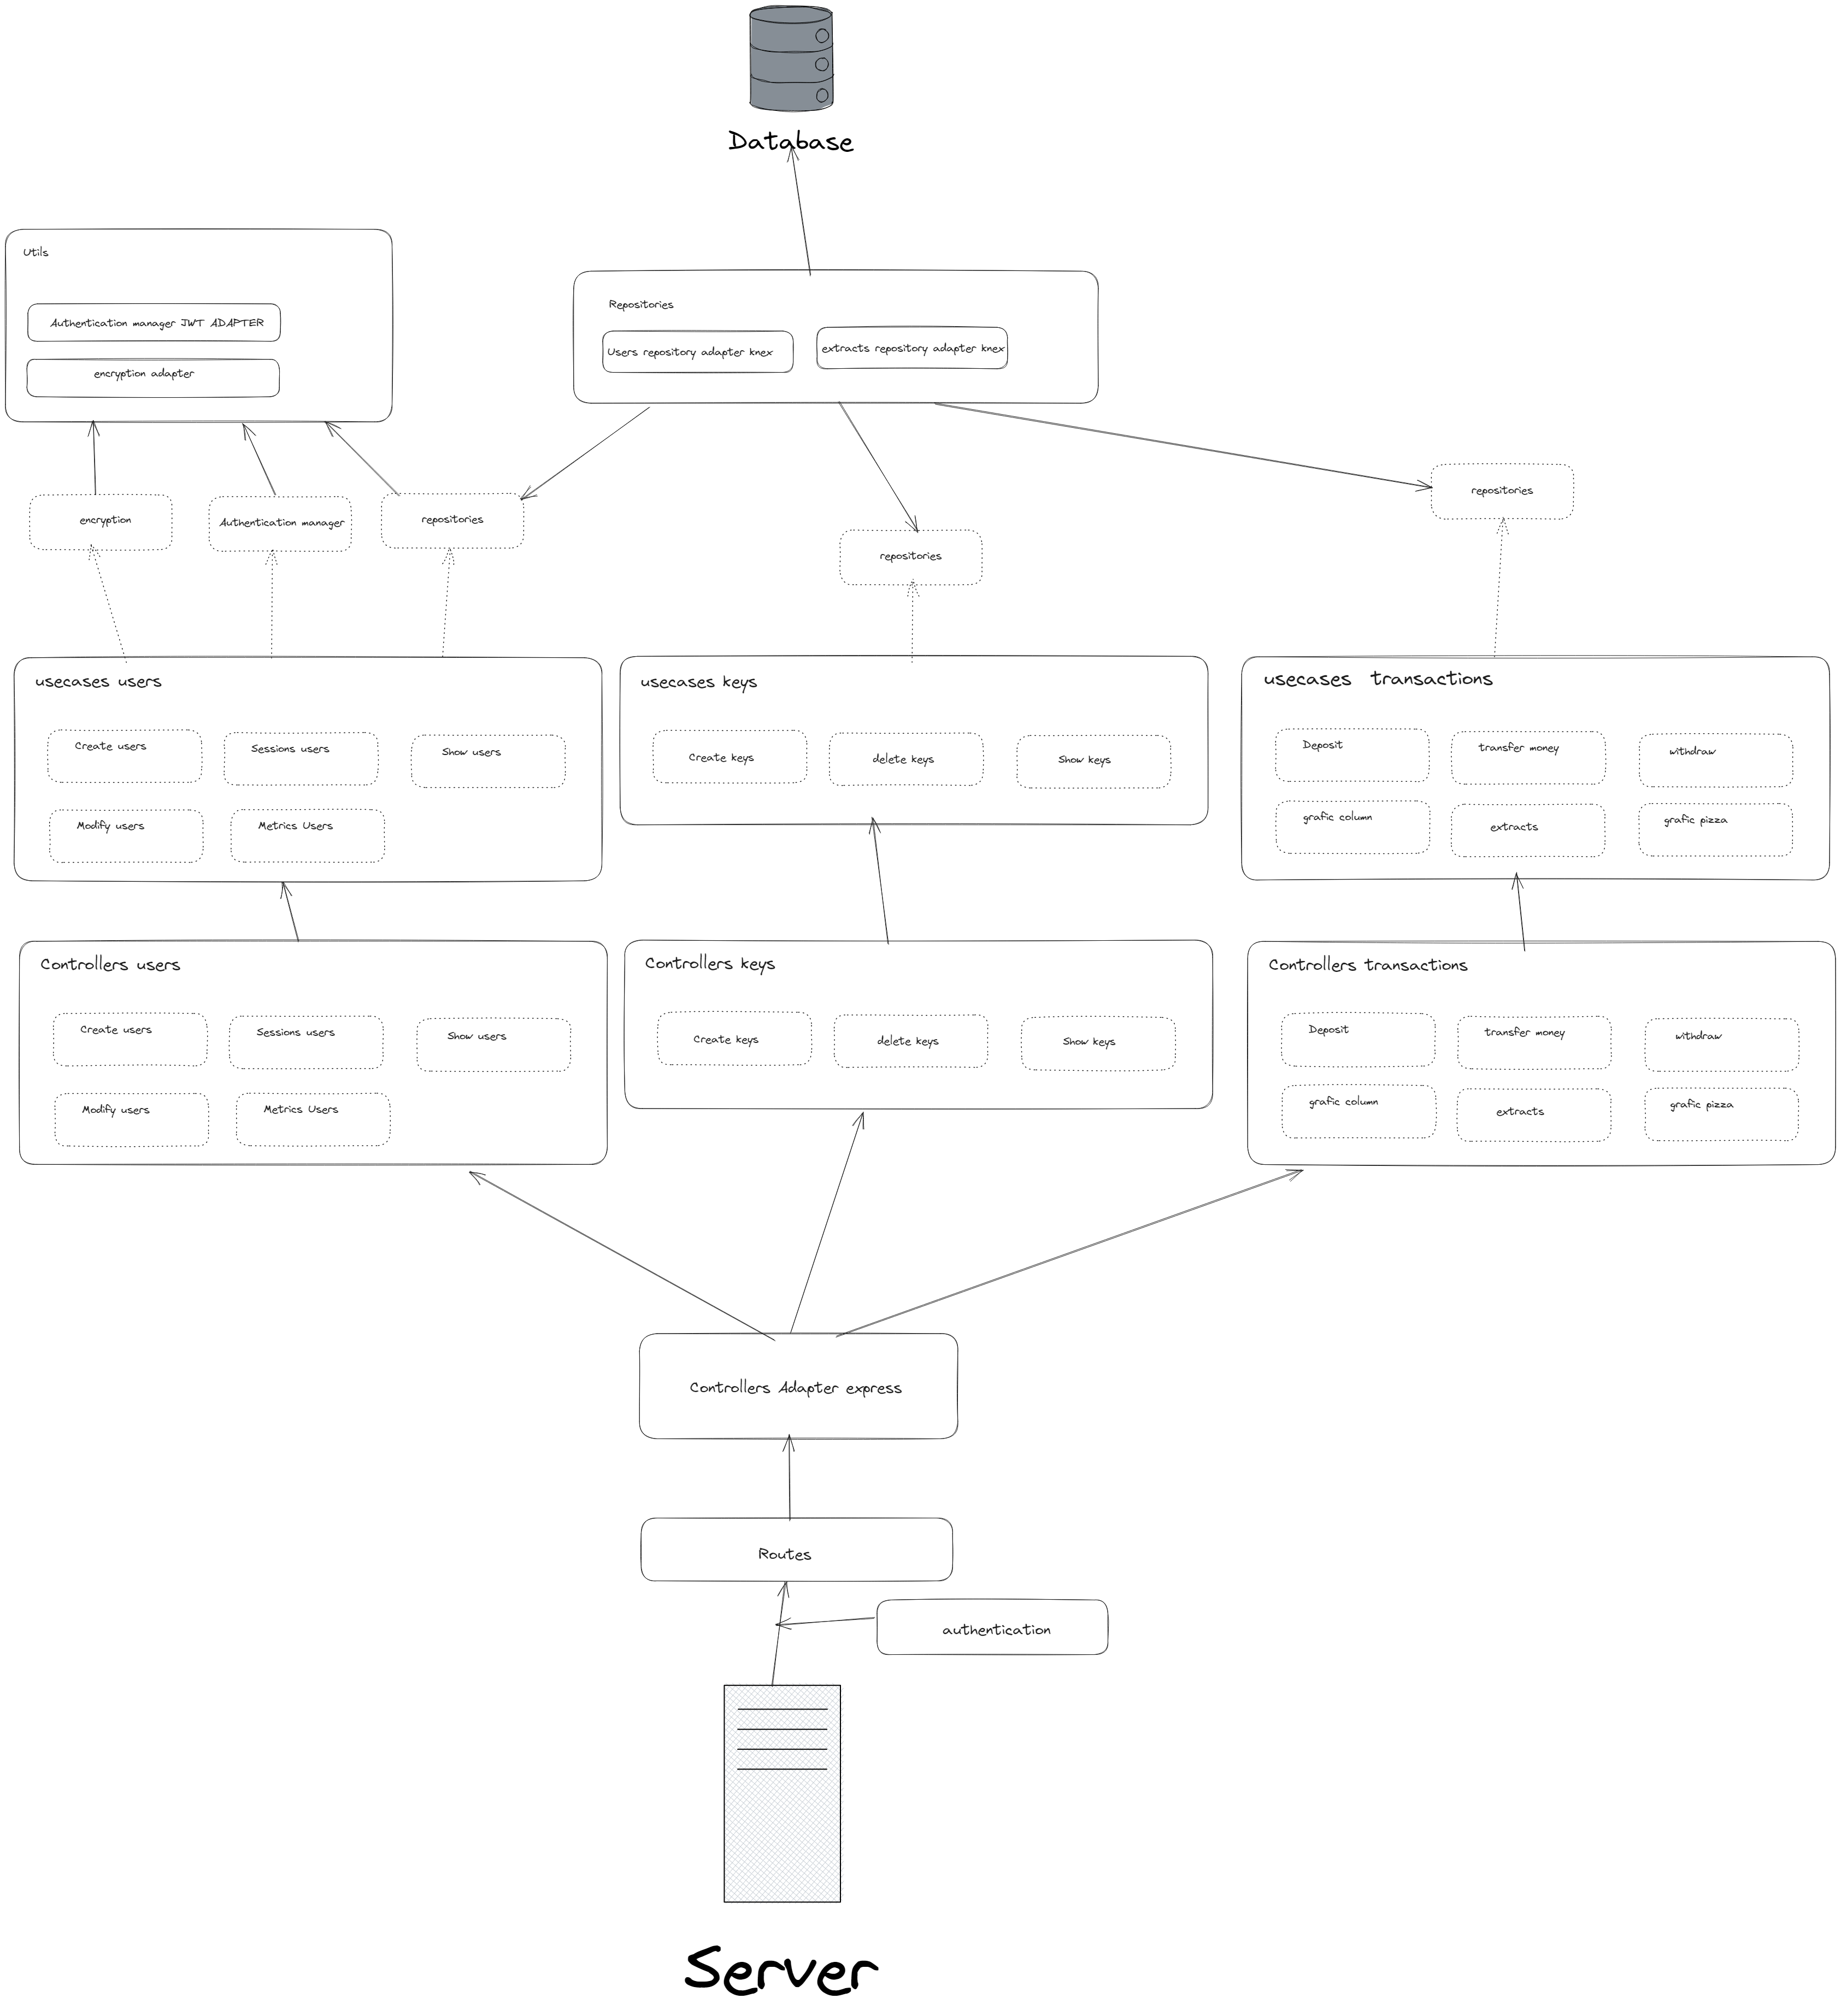 Database
Utils
Authentication manager JWT ADAPTER
encryption adapter
Repositories
Users repository adapter knex
extracts repository adapter knex
encryption
Authentication manager
repositories
repositories
repositories
usecases users
Create users
Sessions users
Show users
Modify users
Metrics Users
usecases keys
Create keys
delete keys
Show keys
usecases transactions
Deposit
transfer money
withdraw
grafic column
extracts
grafic pizza
Controllers users
Create users
Sessions users
Show users
Modify users
Metrics Users
Controllers keys
Create keys
delete keys
Show keys
Controllers transactions
Deposit
transfer money
withdraw
grafic column
extracts
grafic pizza
Controllers Adapter express
Routes
authentication
Server